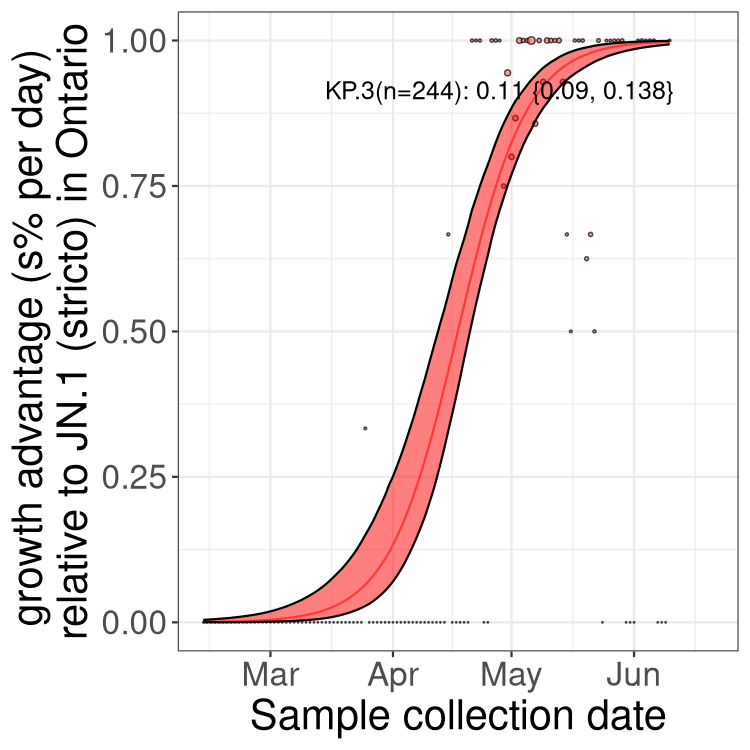 growth advantage (s% per day)
relative to JN.1 (stricto) in Ontario
1.00
0.75
0.50
0.25
0.00
KP.3(n=244): 0.11 {0.09, 0.138}
Mar Apr May Jun
Sample collection date